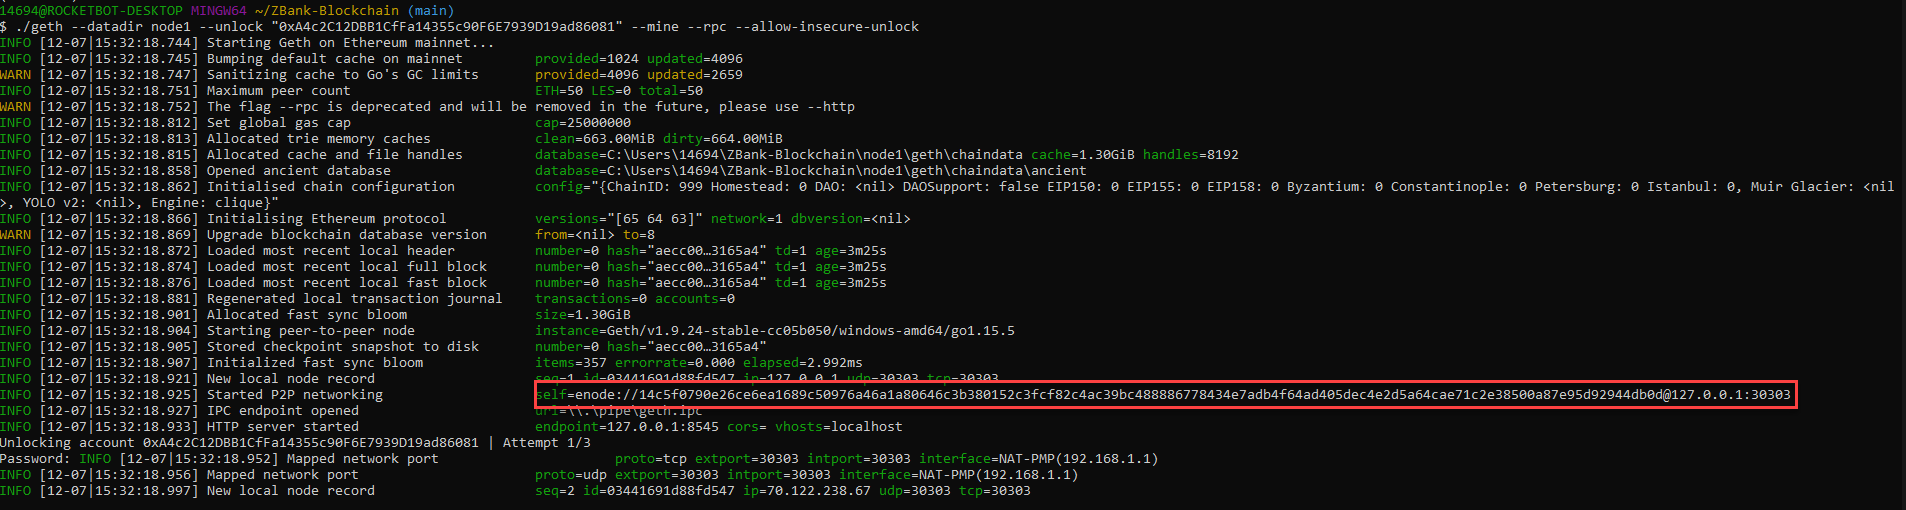 14694@ROCKETBOT-DESKTOP MINGW64 ~/ZBank-Blockchain (main)
$ ./geth --datadir node1 --unlock "0xA4c2C12DBB1CfFa14355c90F6E7939D19ad86081" --mine --rpc --allow-insecure-unlock
INFO [12-07|15:32:18.744] Starting Geth on Ethereum mainnet...
INFO [12-07|15:32:18.745] Bumping default cache on mainnet         provided=1024 updated=4096
WARN [12-07|15:32:18.747] Sanitizing cache to Go's GC limits       provided=4096 updated=2659
INFO [12-07|15:32:18.751] Maximum peer count                       ETH=50 LES=0 total=50
WARN [12-07|15:32:18.752] The flag --rpc is deprecated and will be removed in the future, please use --http
INFO [12-07|15:32:18.812] Set global gas cap                       cap=25000000
INFO [12-07|15:32:18.813] Allocated trie memory caches             clean=663.00MiB dirty=664.00MiB
INFO [12-07|15:32:18.815] Allocated cache and file handles         database=C:\Users\14694\ZBank-Blockchain\node1\geth\chaindata cache=1.30GiB handles=8192
INFO [12-07|15:32:18.858] Opened ancient database                  database=C:\Users\14694\ZBank-Blockchain\node1\geth\chaindata\ancient
INFO [12-07|15:32:18.862] Initialised chain configuration          config="{ChainID: 999 Homestead: 0 DAO: <nil> DAOSupport: false EIP150: 0 EIP155: 0 EIP158: 0 Byzantium: 0 Constantinople: 0 Petersburg: 0 Istanbul: 0, Muir Glacier: <nil
>, YOLO v2: <nil>, Engine: clique}"
INFO [12-07|15:32:18.866] Initialising Ethereum protocol           versions="[65 64 63]" network=1 dbversion=<nil>
WARN [12-07|15:32:18.869] Upgrade blockchain database version      from=<nil> to=8
INFO [12-07|15:32:18.872] Loaded most recent local header          number=0 hash="aecc00…3165a4" td=1 age=3m25s
INFO [12-07|15:32:18.874] Loaded most recent local full block      number=0 hash="aecc00…3165a4" td=1 age=3m25s
INFO [12-07|15:32:18.876] Loaded most recent local fast block      number=0 hash="aecc00…3165a4" td=1 age=3m25s
INFO [12-07|15:32:18.881] Regenerated local transaction journal    transactions=0 accounts=0
INFO [12-07|15:32:18.901] Allocated fast sync bloom                size=1.30GiB
INFO [12-07|15:32:18.904] Starting peer-to-peer node               instance=Geth/v1.9.24-stable-cc05b050/windows-amd64/go1.15.5
INFO [12-07|15:32:18.905] Stored checkpoint snapshot to disk       number=0 hash="aecc00…3165a4"
INFO [12-07|15:32:18.907] Initialized fast sync bloom              items=357 errorrate=0.000 elapsed=2.992ms
INFO [12-07|15:32:18.921] New local node record                    seq=1 id=03441691d88fd547 ip=127.0.0.1 udp=30303 tcp=30303
INFO [12-07|15:32:18.925] Started P2P networking                   self=enode://14c5f0790e26ce6ea1689c50976a46a1a80646c3b380152c3fcf82c4ac39bc488886778434e7adb4f64ad405dec4e2d5a64cae71c2e38500a87e95d92944db0d@127.0.0.1:30303
INFO [12-07|15:32:18.927] IPC endpoint opened                      url=\\.\pipe\geth.ipc
INFO [12-07|15:32:18.933] HTTP server started                      endpoint=127.0.0.1:8545 cors= vhosts=localhost
Unlocking account 0xA4c2C12DBB1CfFa14355c90F6E7939D19ad86081 | Attempt 1/3
Password: INFO [12-07|15:32:18.952] Mapped network port                      proto=tcp extport=30303 intport=30303 interface=NAT-PMP(192.168.1.1)
INFO [12-07|15:32:18.956] Mapped network port                      proto=udp extport=30303 intport=30303 interface=NAT-PMP(192.168.1.1)
INFO [12-07|15:32:18.997] New local node record                    seq=2 id=03441691d88fd547 ip=70.122.238.67 udp=30303 tcp=30303